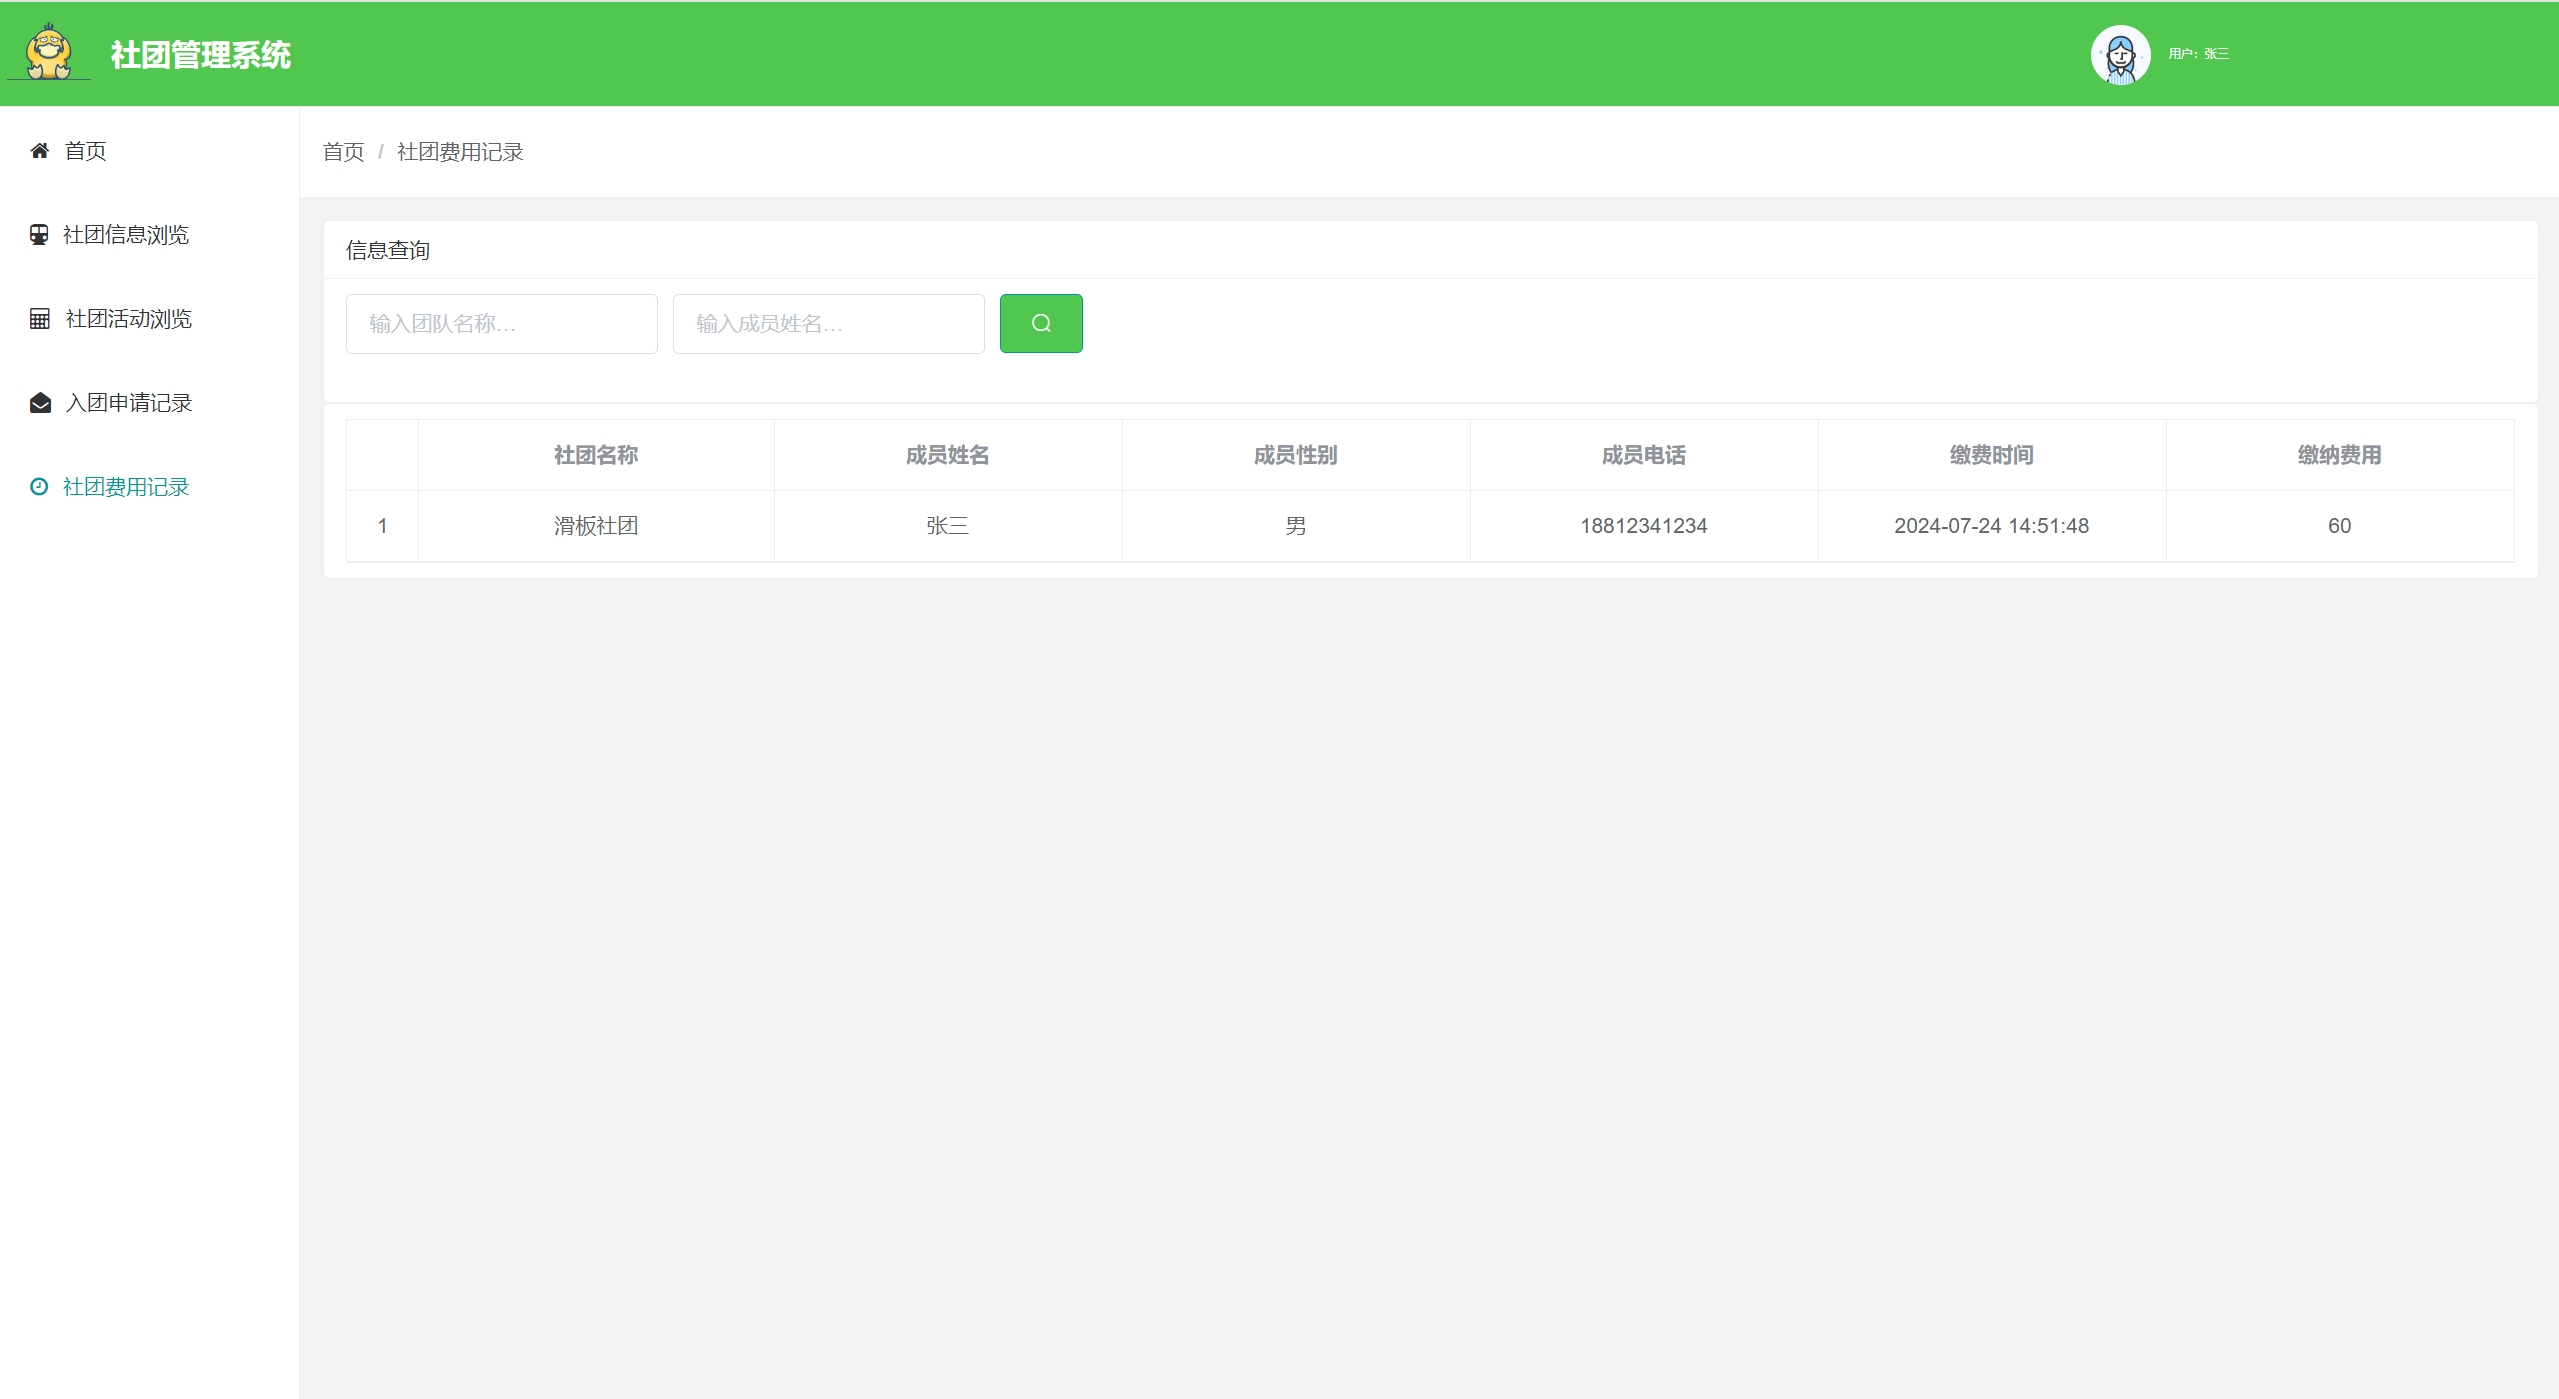 社团管理系统
用户：张三
首页
社团信息浏览
社团活动浏览
入团申请记录
社团费用记录
首页 / 社团费用记录
信息查询
输入团队名称… 输入成员姓名…
社团名称 成员姓名 成员性别 成员电话 缴费时间 缴纳费用
1 滑板社团 张三 男 18812341234 2024-07-24 14:51:48 60